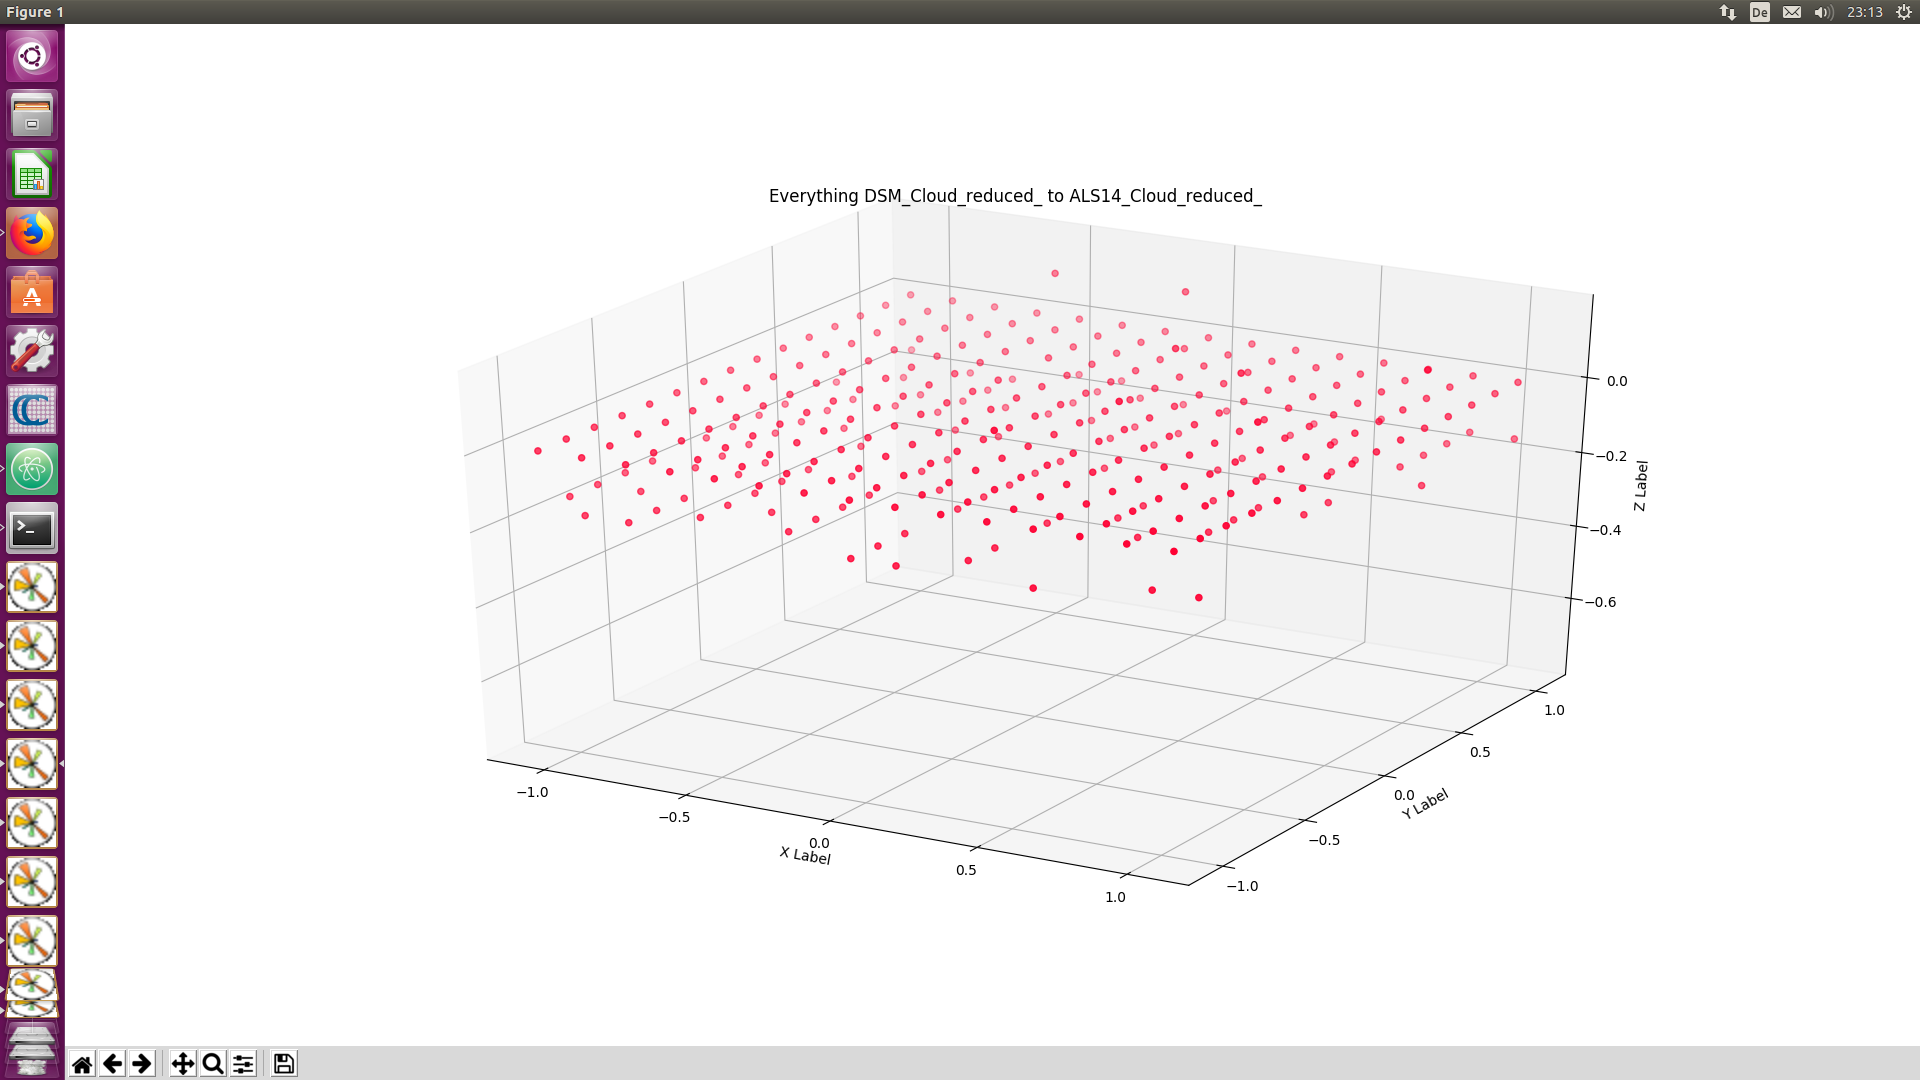 Figure 1
De
23:13
Everything DSM_Cloud_reduced_ to ALS14_Cloud_reduced_
0.0
−0.2
−0.4
−0.6
Z Label
1.0
0.5
0.0
−0.5
−1.0
Y Label
−1.0
−0.5
0.0
0.5
1.0
X Label